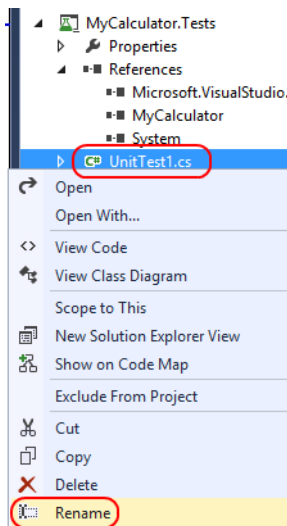 MyCalculator.Tests
Properties
References
Microsoft.VisualStudio.
MyCalculator
System
C# UnitTest1.cs
Open
Open With...
View Code
View Class Diagram
Scope to This
New Solution Explorer View
Show on Code Map
Exclude From Project
Cut
Copy
Delete
Rename